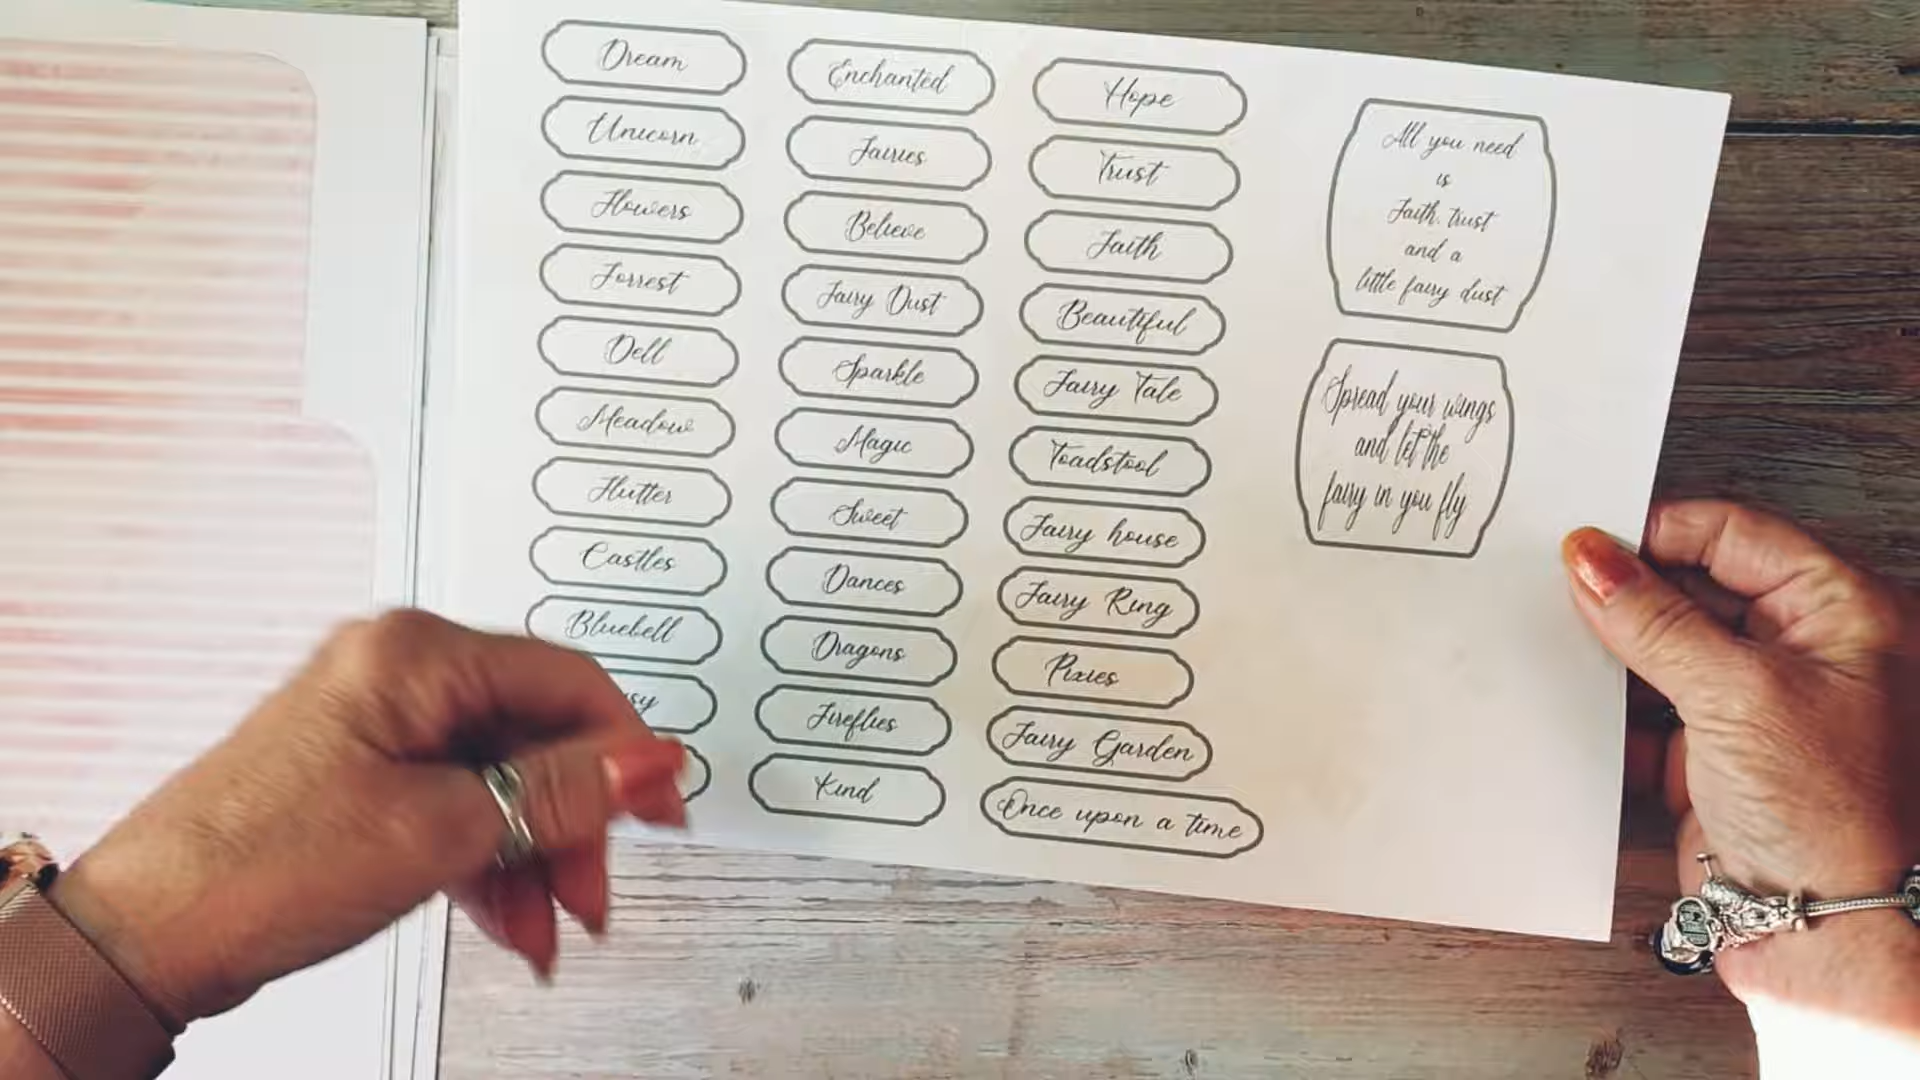 Dream
Unicorn
Flowers
Forrest
Dell
Meadow
Flutter
Castles
Bluebell
Enchanted
Fairies
Believe
Fairy Dust
Sparkle
Magic
Sweet
Dances
Dragons
Fireflies
Kind
Hope
Trust
Faith
Beautiful
Fairy Tale
Toadstool
Fairy house
Fairy Ring
Pixies
Fairy Garden
Once upon a time
All you need
is
Faith, trust
and a
little fairy dust
Spread your wings
and let the
fairy in you fly